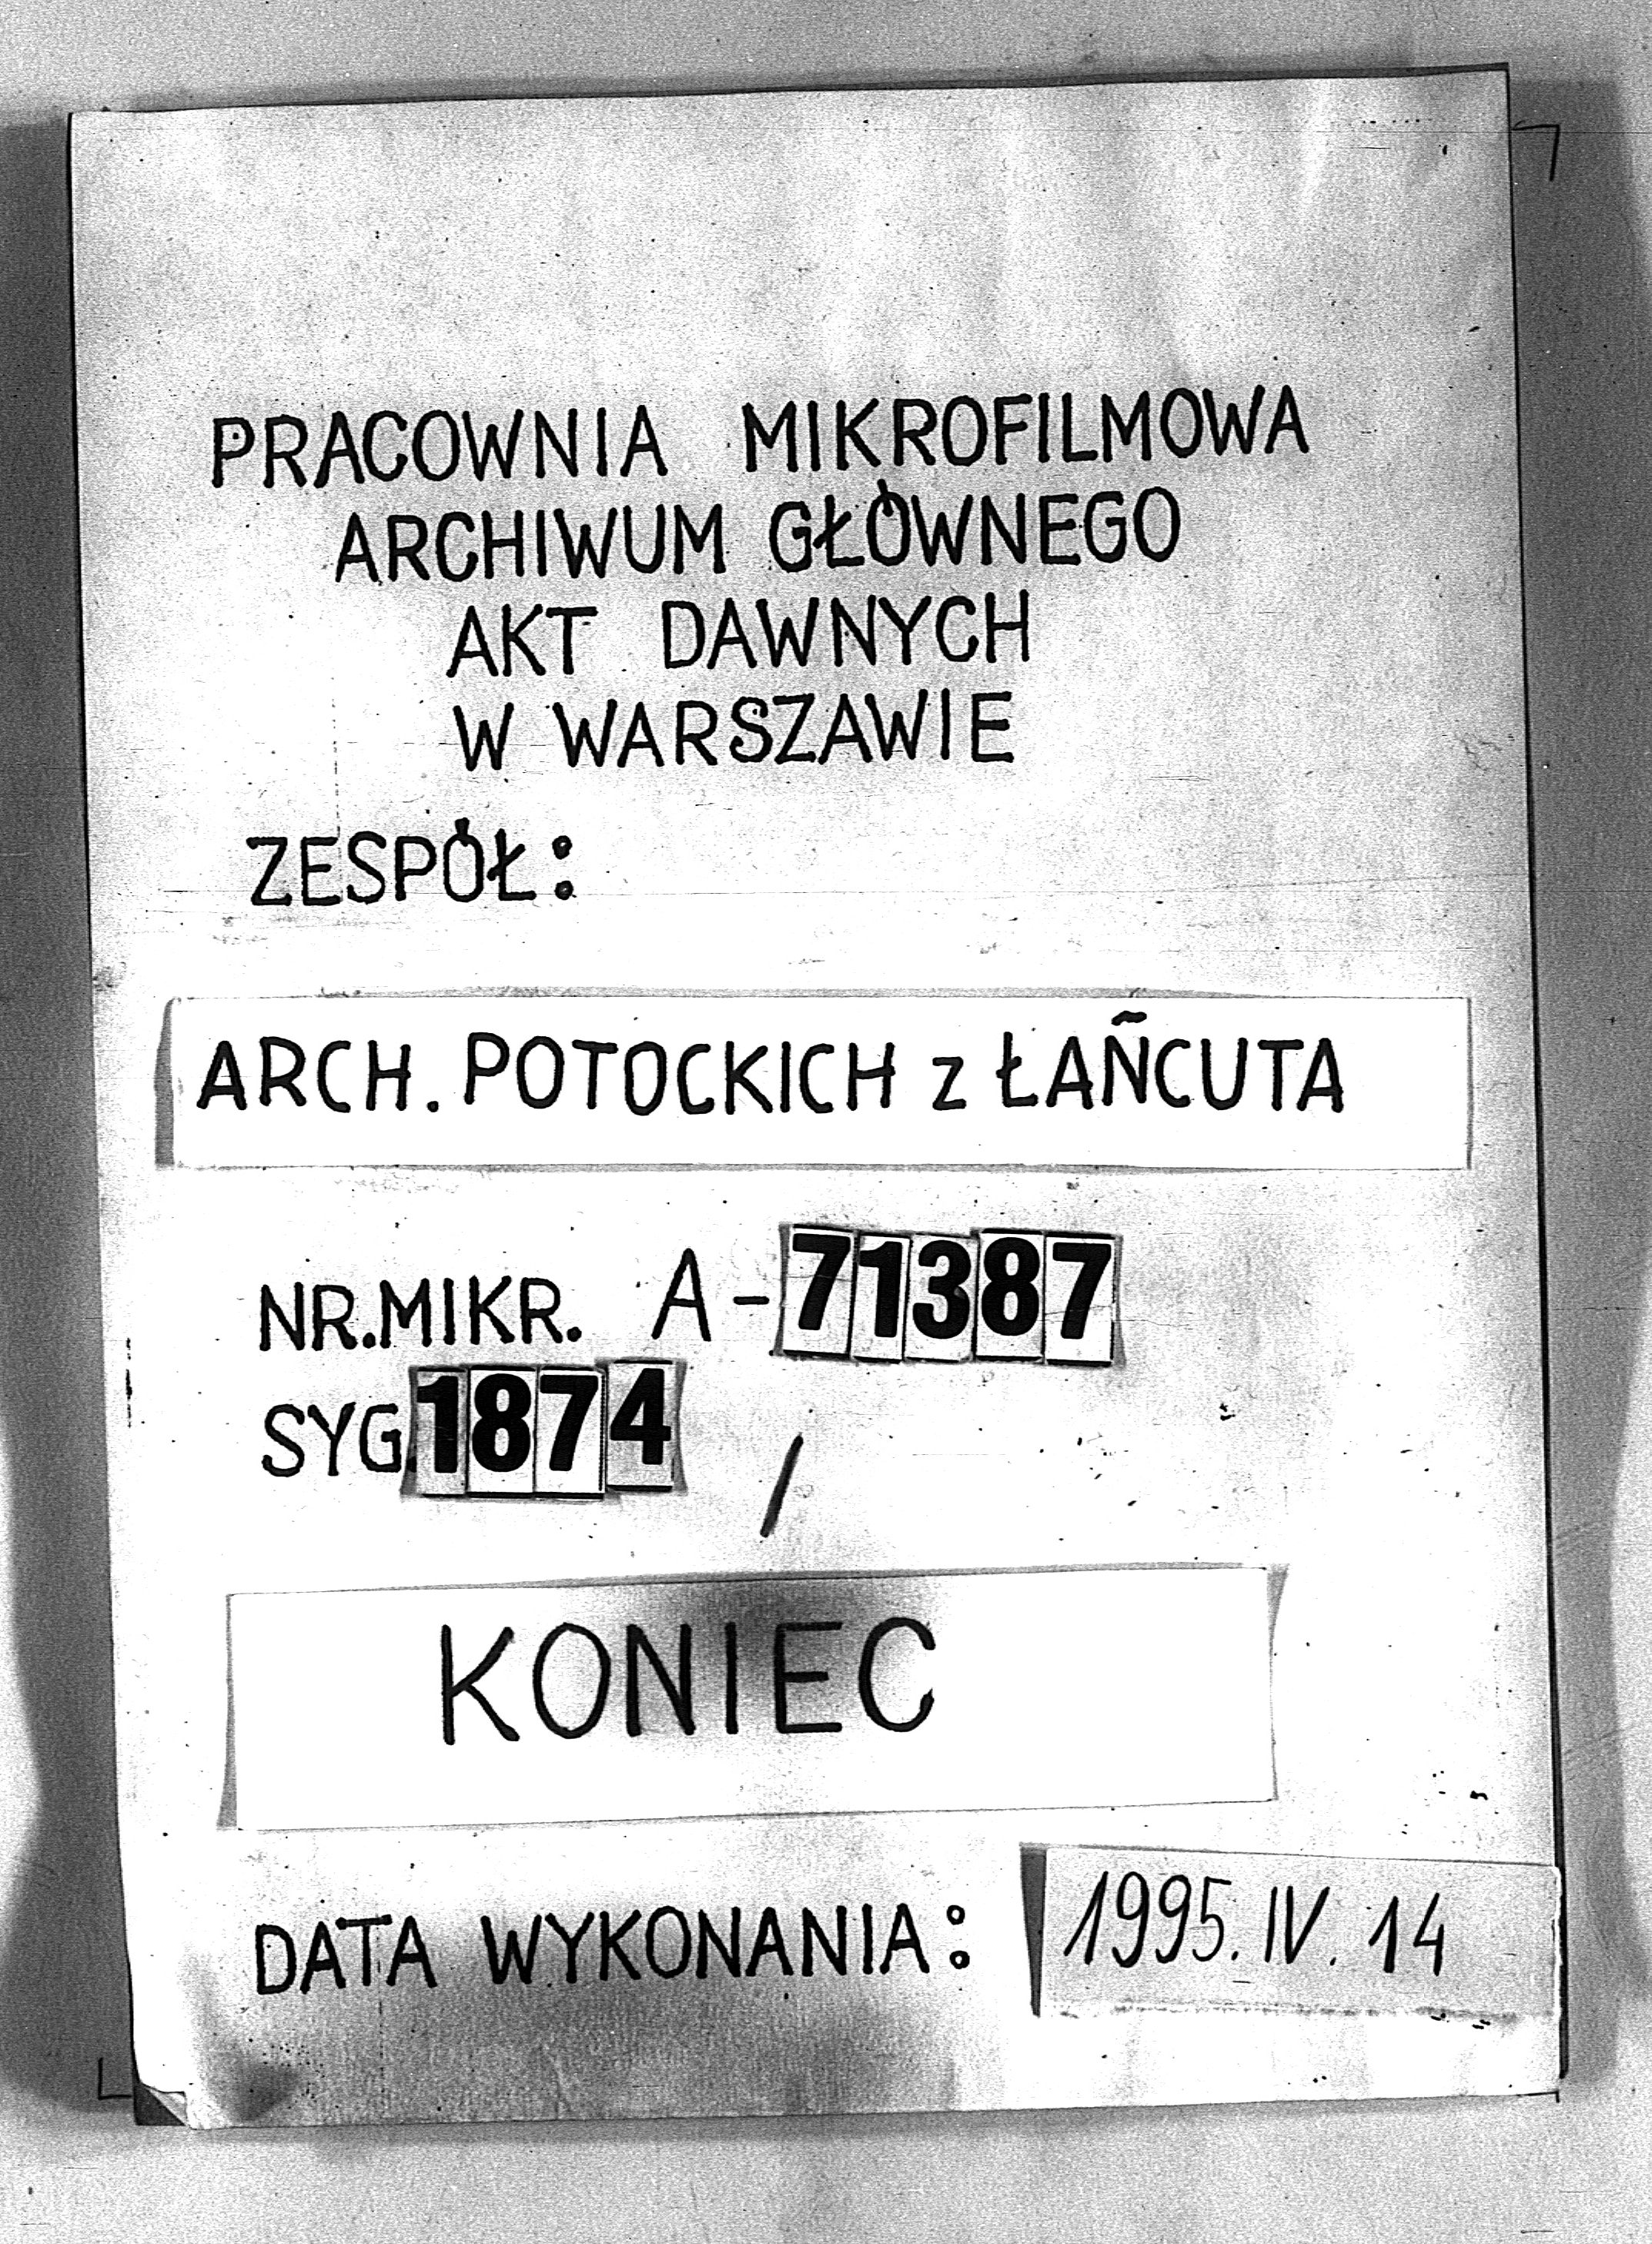 PRACOWNIA MIKROFILMOWA
ARCHIWUM GŁÓWNEGO
AKT DAWNYCH
W WARSZAWIE
ZESPÓŁ:
ARCH. POTOCKICH z ŁAŃCUTA
NR.MIKR. A-71387
SYG.1874 /
KONIEC
DATA WYKONANIA: 1995.IV.14